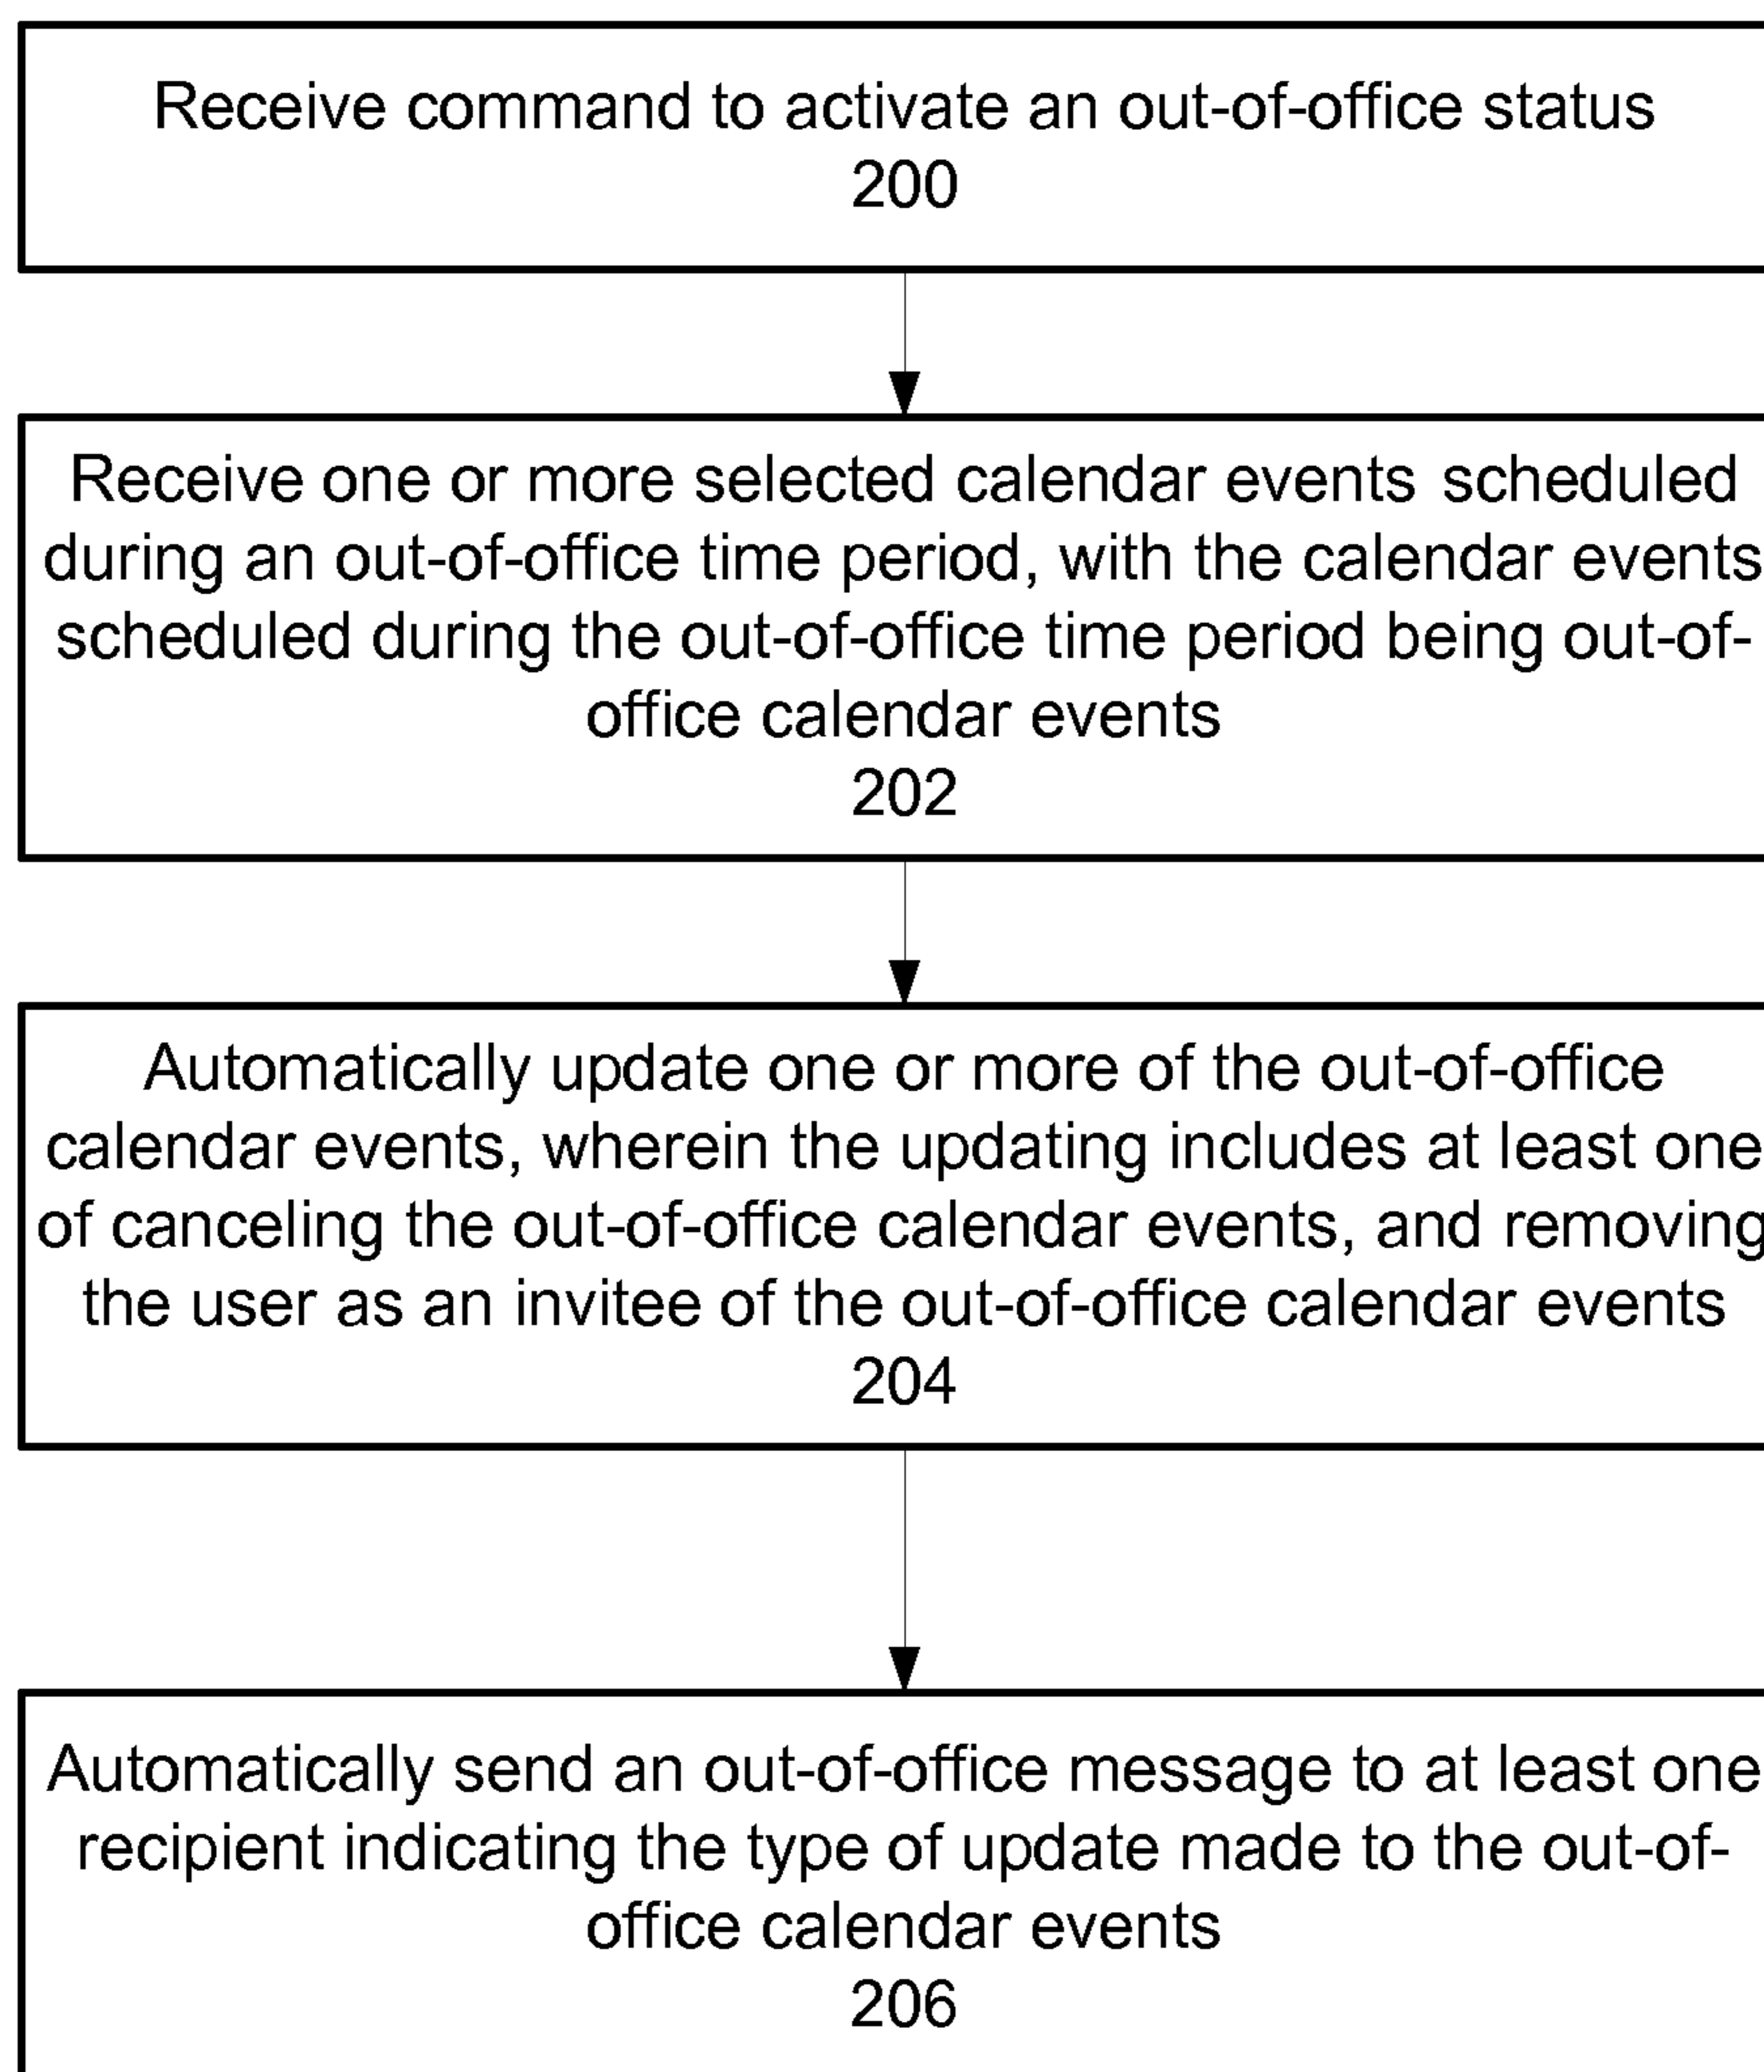 Receive command to activate an out-of-office status
200
Receive one or more selected calendar events scheduled
during an out-of-office time period, with the calendar events
scheduled during the out-of-office time period being out-of-
office calendar events
202
Automatically update one or more of the out-of-office
calendar events, wherein the updating includes at least one
of canceling the out-of-office calendar events, and removing
the user as an invitee of the out-of-office calendar events
204
Automatically send an out-of-office message to at least one
recipient indicating the type of update made to the out-of-
office calendar events
206